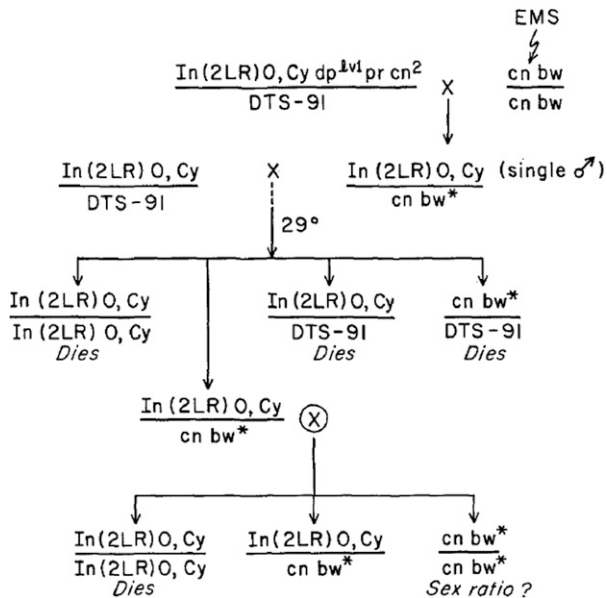 EMS
In(2LR)O, Cy dp^lvl pr cn² X cn bw
DTS-91 cn bw
In(2LR) O, Cy X In(2LR) O, Cy (single ♂)
DTS-91 cn bw*
29°
In (2LR) O, Cy In(2LR) O, Cy cn bw*
In (2LR) O, Cy DTS-91 DTS-91
Dies Dies Dies
In(2LR) O, Cy X
cn bw*
In(2LR)O, Cy In(2LR)O, Cy cn bw*
In(2LR)O, Cy cn bw* cn bw*
Dies Sex ratio ?